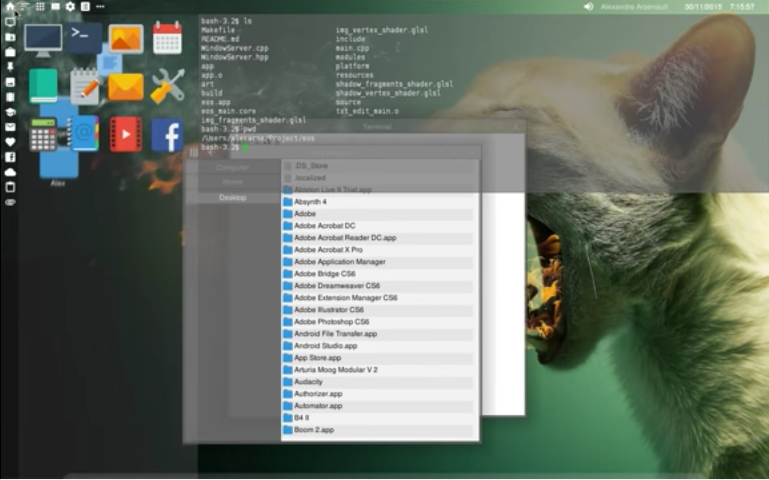 Alexandre Arsenault 30/11/2015 7:15:57
bash-3.2$ ls
Makefile img_vertex_shader.glsl
README.md include
WindowServer.cpp main.cpp
WindowServer.hpp modules
app platform
app.o resources
art shadow_fragments_shader.glsl
build shadow_vertex_shader.glsl
eos.app source
eos_main.core txt_edit_main.o
img_fragments_shader.glsl
bash-3.2$ pwd
/Users/alexarse/Project/eos
bash-3.2$
Terminal
Alex
Computer
Home
Desktop
.DS_Store
.localized
Ableton Live 9 Trial.app
Absynth 4
Adobe
Adobe Acrobat DC
Adobe Acrobat Reader DC.app
Adobe Acrobat X Pro
Adobe Application Manager
Adobe Bridge CS6
Adobe Dreamweaver CS6
Adobe Extension Manager CS6
Adobe Illustrator CS6
Adobe Photoshop CS6
Android File Transfer.app
Android Studio.app
App Store.app
Arturia Moog Modular V 2
Audacity
Authorizer.app
Automator.app
B4 II
Boom 2.app